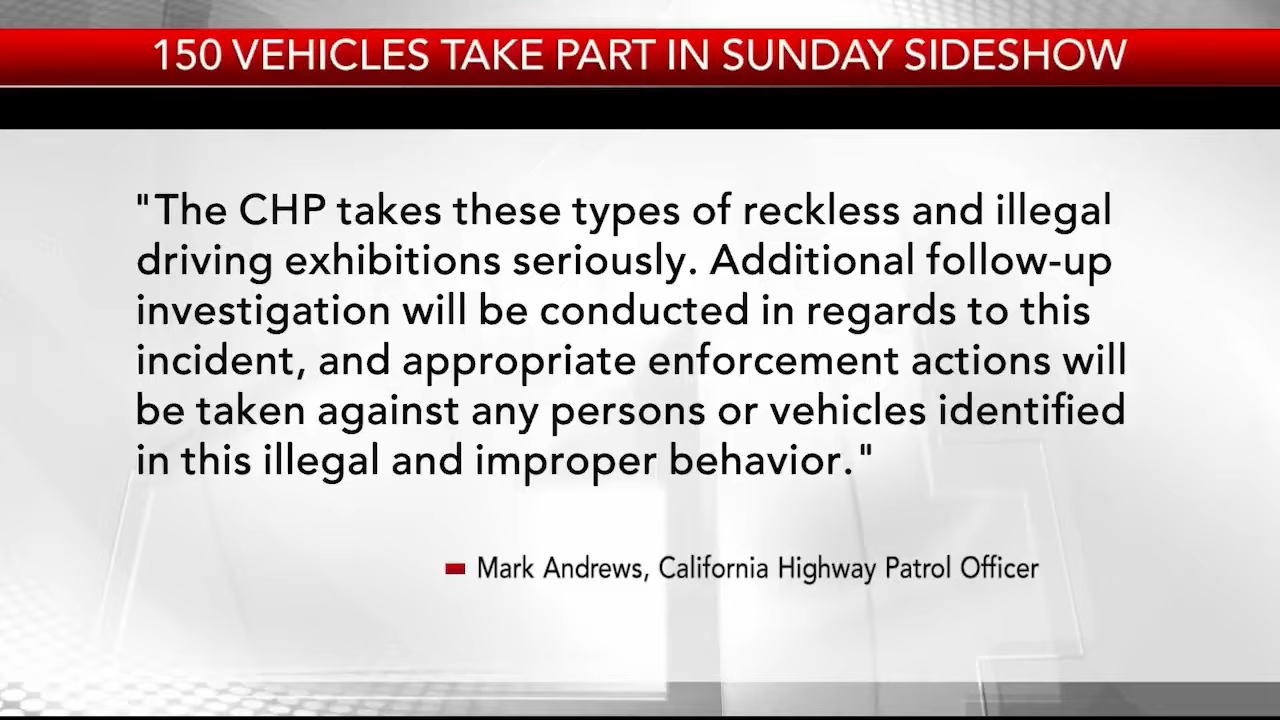 150 VEHICLES TAKE PART IN SUNDAY SIDESHOW
"The CHP takes these types of reckless and illegal
driving exhibitions seriously. Additional follow-up
investigation will be conducted in regards to this
incident, and appropriate enforcement actions will
be taken against any persons or vehicles identified
in this illegal and improper behavior."
Mark Andrews, California Highway Patrol Officer